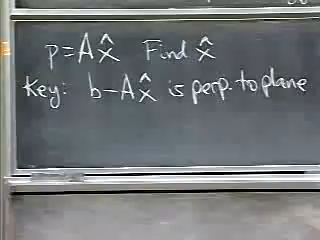 p = Ax̂ Find x̂
Key: b - Ax̂ is perp. to plane